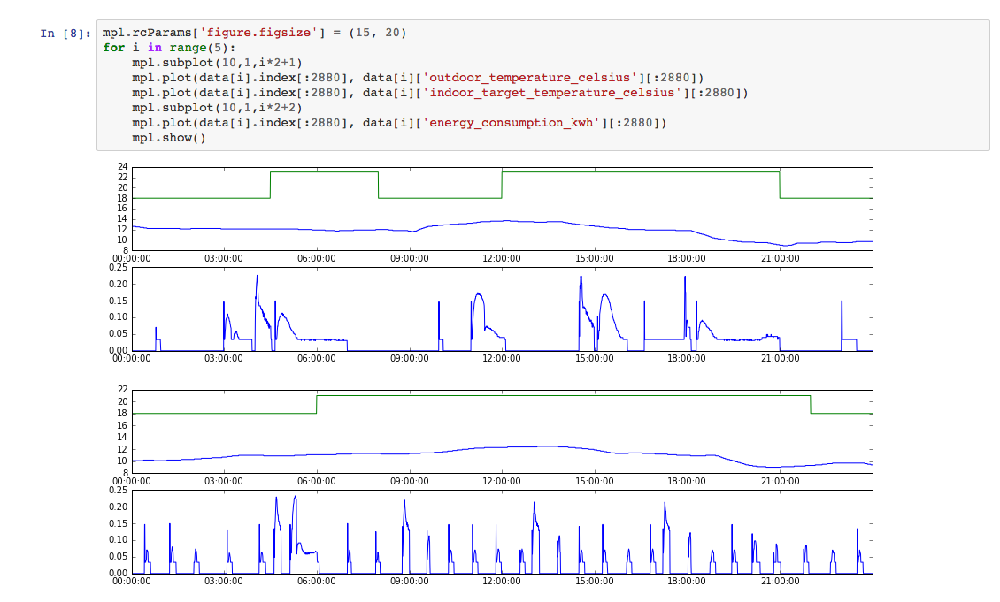 In [8]: mpl.rcParams['figure.figsize'] = (15, 20)
for i in range(5):
    mpl.subplot(10,1,i*2+1)
    mpl.plot(data[i].index[:2880], data[i]['outdoor_temperature_celsius'][:2880])
    mpl.plot(data[i].index[:2880], data[i]['indoor_target_temperature_celsius'][:2880])
    mpl.subplot(10,1,i*2+2)
    mpl.plot(data[i].index[:2880], data[i]['energy_consumption_kwh'][:2880])
    mpl.show()
24
22
20
18
16
14
12
10
8
00:00:00 03:00:00 06:00:00 09:00:00 12:00:00 15:00:00 18:00:00 21:00:00
0.25
0.20
0.15
0.10
0.05
0.00
00:00:00 03:00:00 06:00:00 09:00:00 12:00:00 15:00:00 18:00:00 21:00:00
22
20
18
16
14
12
10
8
00:00:00 03:00:00 06:00:00 09:00:00 12:00:00 15:00:00 18:00:00 21:00:00
0.25
0.20
0.15
0.10
0.05
0.00
00:00:00 03:00:00 06:00:00 09:00:00 12:00:00 15:00:00 18:00:00 21:00:00